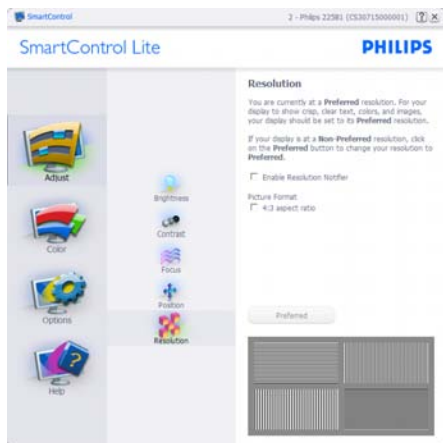 SmartControl
2 - Philips 225B1 (CS30715000001)
SmartControl Lite
PHILIPS
Adjust
Color
Options
Help
Brightness
Contrast
Focus
Position
Resolution
Resolution
You are currently at a Preferred resolution. For your
display to show crisp, clear text, colors, and images,
your display should be set to its Preferred resolution.
If your display is at a Non-Preferred resolution, click
on the Preferred button to change your resolution to
Preferred.
Enable Resolution Notifier
Picture Format
4:3 aspect ratio
Preferred